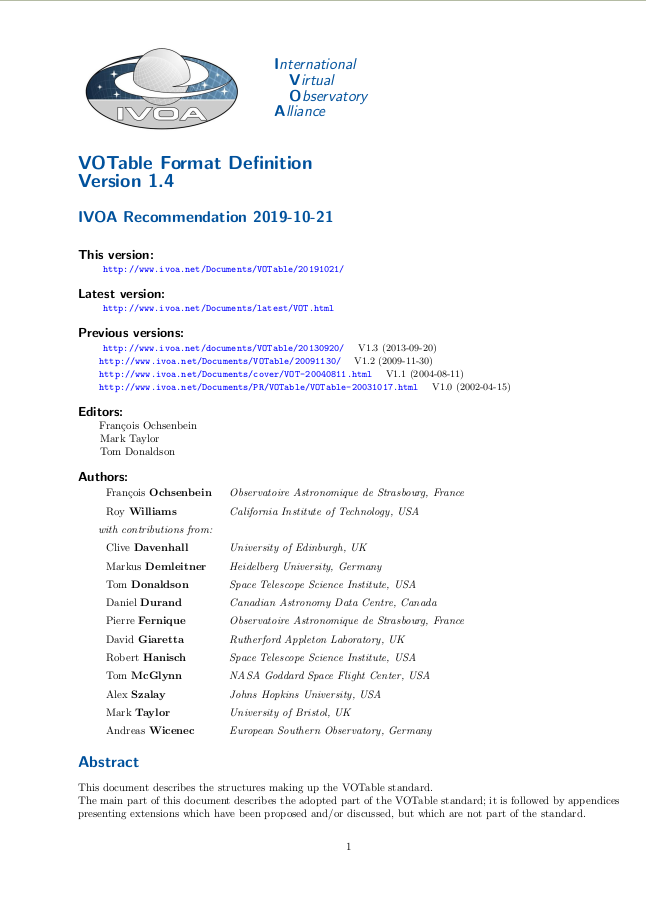 IVOA
International
Virtual
Observatory
Alliance
VOTable Format Definition
Version 1.4
IVOA Recommendation 2019-10-21
This version:
http://www.ivoa.net/Documents/VOTable/20191021/
Latest version:
http://www.ivoa.net/Documents/latest/VOT.html
Previous versions:
http://www.ivoa.net/documents/VOTable/20130920/ V1.3 (2013-09-20)
http://www.ivoa.net/Documents/VOTable/20091130/ V1.2 (2009-11-30)
http://www.ivoa.net/Documents/cover/VOT-20040811.html V1.1 (2004-08-11)
http://www.ivoa.net/Documents/PR/VOTable/VOTable-20031017.html V1.0 (2002-04-15)
Editors:
François Ochsenbein
Mark Taylor
Tom Donaldson
Authors:
François Ochsenbein Observatoire Astronomique de Strasbourg, France
Roy Williams California Institute of Technology, USA
with contributions from:
Clive Davenhall University of Edinburgh, UK
Markus Demleitner Heidelberg University, Germany
Tom Donaldson Space Telescope Science Institute, USA
Daniel Durand Canadian Astronomy Data Centre, Canada
Pierre Fernique Observatoire Astronomique de Strasbourg, France
David Giaretta Rutherford Appleton Laboratory, UK
Robert Hanisch Space Telescope Science Institute, USA
Tom McGlynn NASA Goddard Space Flight Center, USA
Alex Szalay Johns Hopkins University, USA
Mark Taylor University of Bristol, UK
Andreas Wicenec European Southern Observatory, Germany
Abstract
This document describes the structures making up the VOTable standard.
The main part of this document describes the adopted part of the VOTable standard; it is followed by appendices
presenting extensions which have been proposed and/or discussed, but which are not part of the standard.
1